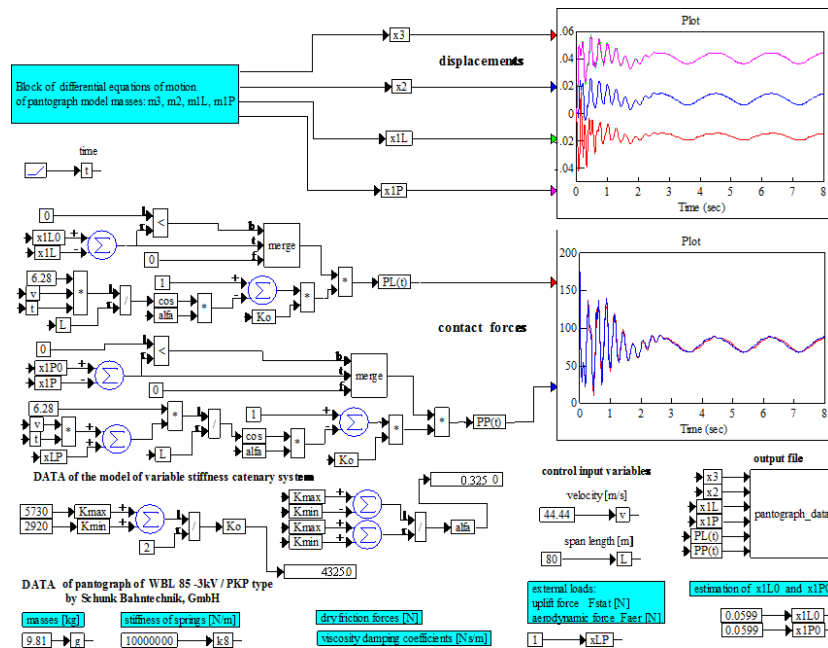 Plot
.06
.04
.02
0
.02
.04
0 1 2 3 4 5 6 7 8
Time (sec)
x3
displacements
x2
x1L
x1P
Block of differential equations of motion
of pantograph model masses: m3, m2, m1L, m1P
time
t
0
<
x1L0
x1L
+
-
Σ
b
t
f
merge
0
6.28
v
t
*
L
/
cos
alfa
*
1
+
-
Σ
Ko
*
*
PL(t)
contact forces
Plot
200
150
100
50
0
0 1 2 3 4 5 6 7 8
Time (sec)
0
<
x1P0
x1P
+
-
Σ
merge
0
6.28
v
t
*
xLP
+
+
Σ
*
L
/
cos
alfa
*
1
+
-
Σ
Ko
*
*
PP(t)
DATA of the model of variable stiffness catenary system
5730
2920
Kmax
Kmin
+
+
Σ
2
/
Ko
43250
Kmax
Kmin
Kmax
Kmin
+
-
+
+
Σ
Σ
/
alfa
0.325 0
control input variables
velocity [m/s]
44.44
v
span length [m]
80
L
output file
x3
x2
x1L
x1P
PL(t)
PP(t)
pantograph_data
DATA of pantograph of WBL 85 -3kV / PKP type
by Schunk Bahntechnik, GmbH
masses [kg]
9.81
g
stiffness of springs [N/m]
10000000
k8
dry friction forces [N]
viscosity damping coefficients [Ns/m]
external loads:
uplift force Fstat [N]
aerodynamic force Faer [N]
1
xLP
estimation of x1L0 and x1P0
0.0599
x1L0
0.0599
x1P0